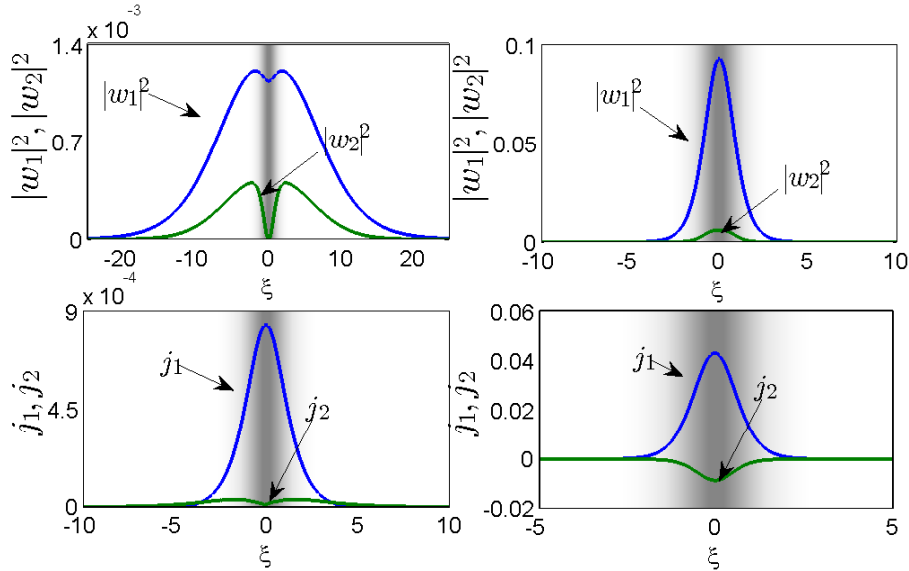 x 10^-3
1.4
0.7
0
|w₁|², |w₂|²
|w₁|²
|w₂|²
-20
-10
0
10
20
ξ
0.1
0.05
0
|w₁|², |w₂|²
|w₁|²
|w₂|²
-10
-5
0
5
10
ξ
x 10^-4
9
4.5
0
j₁, j₂
j₁
j₂
-10
-5
0
5
10
ξ
0.06
0.04
0.02
0
-0.02
j₁, j₂
j₁
j₂
-5
0
5
ξ